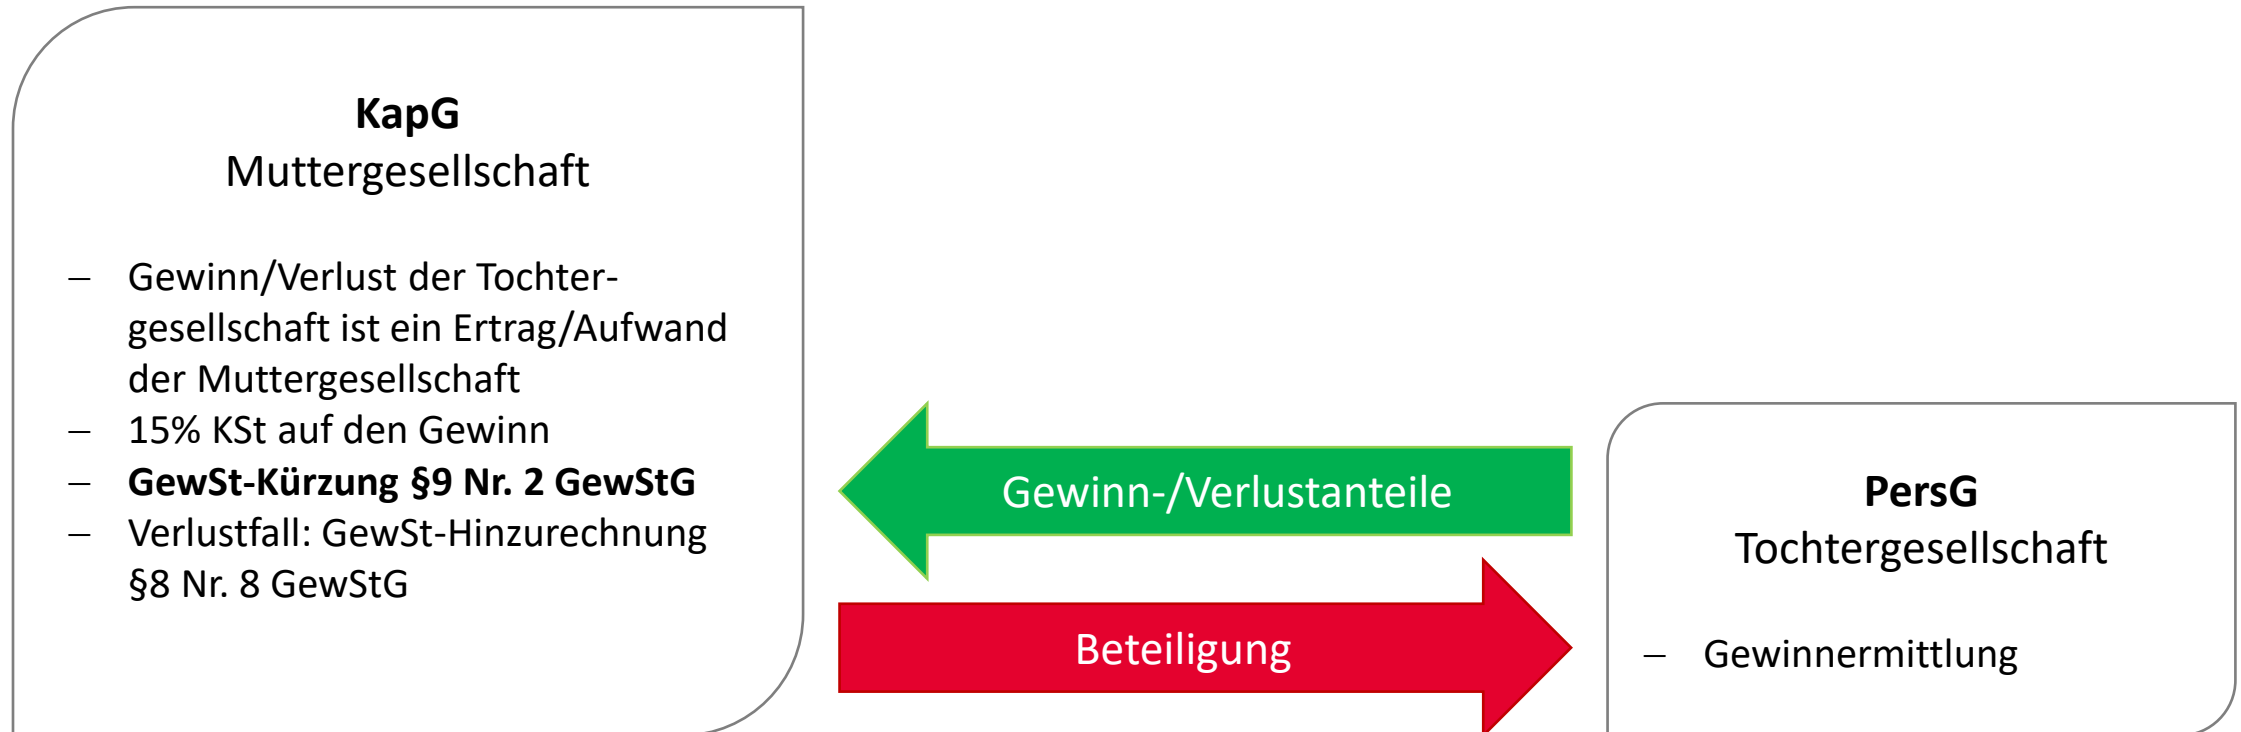 KapG
Muttergesellschaft
– Gewinn/Verlust der Tochter-
gesellschaft ist ein Ertrag/Aufwand
der Muttergesellschaft
– 15% KSt auf den Gewinn
– GewSt-Kürzung §9 Nr. 2 GewStG
– Verlustfall: GewSt-Hinzurechnung
§8 Nr. 8 GewStG
Gewinn-/Verlustanteile
Beteiligung
PersG
Tochtergesellschaft
– Gewinnermittlung